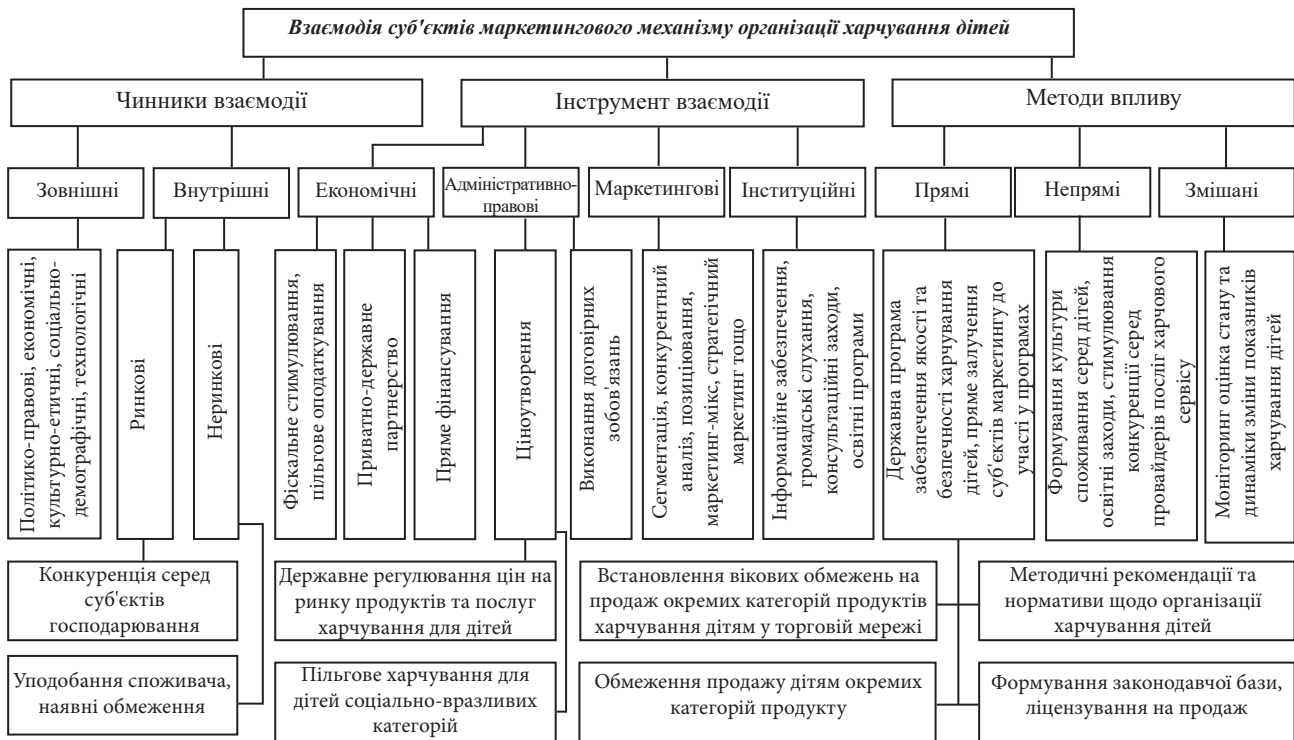 Взаємодія суб'єктів маркетингового механізму організації харчування дітей
Чинники взаємодії
Інструмент взаємодії
Методи впливу
Зовнішні
Внутрішні
Економічні
Адміністративно-
правові
Маркетингові
Інституційні
Прямі
Непрямі
Змішані
Політико-правові, економічні,
культурно-етичні, соціально-
демографічні, технологічні
Ринкові
Неринкові
Фіскальне стимулювання,
пільгове оподаткування
Приватно-державне
партнерство
Пряме фінансування
Ціноутворення
Виконання договірних
зобов'язань
Сегментація, конкурентний
аналіз, позиціювання,
маркетинг-мікс, стратегічний
маркетинг тощо
Інформаційне забезпечення,
громадські слухання,
консультаційні заходи,
освітні програми
Державна програма
забезпечення якості та
безпечності харчування
дітей, пряме залучення
суб'єктів маркетингу до
участі у програмах
Формування культури
споживання серед дітей,
освітні заходи, стимулювання
конкуренції серед
провайдерів послуг харчового
сервісу
Моніторинг оцінка стану та
динаміки зміни показників
харчування дітей
Конкуренція серед
суб'єктів
господарювання
Державне регулювання цін на
ринку продуктів та послуг
харчування для дітей
Встановлення вікових обмежень на
продаж окремих категорій продуктів
харчування дітям у торговій мережі
Методичні рекомендації та
нормативи щодо організації
харчування дітей
Уподобання споживача,
наявні обмеження
Пільгове харчування для
дітей соціально-вразливих
категорій
Обмеження продажу дітям окремих
категорій продукту
Формування законодавчої бази,
ліцензування на продаж